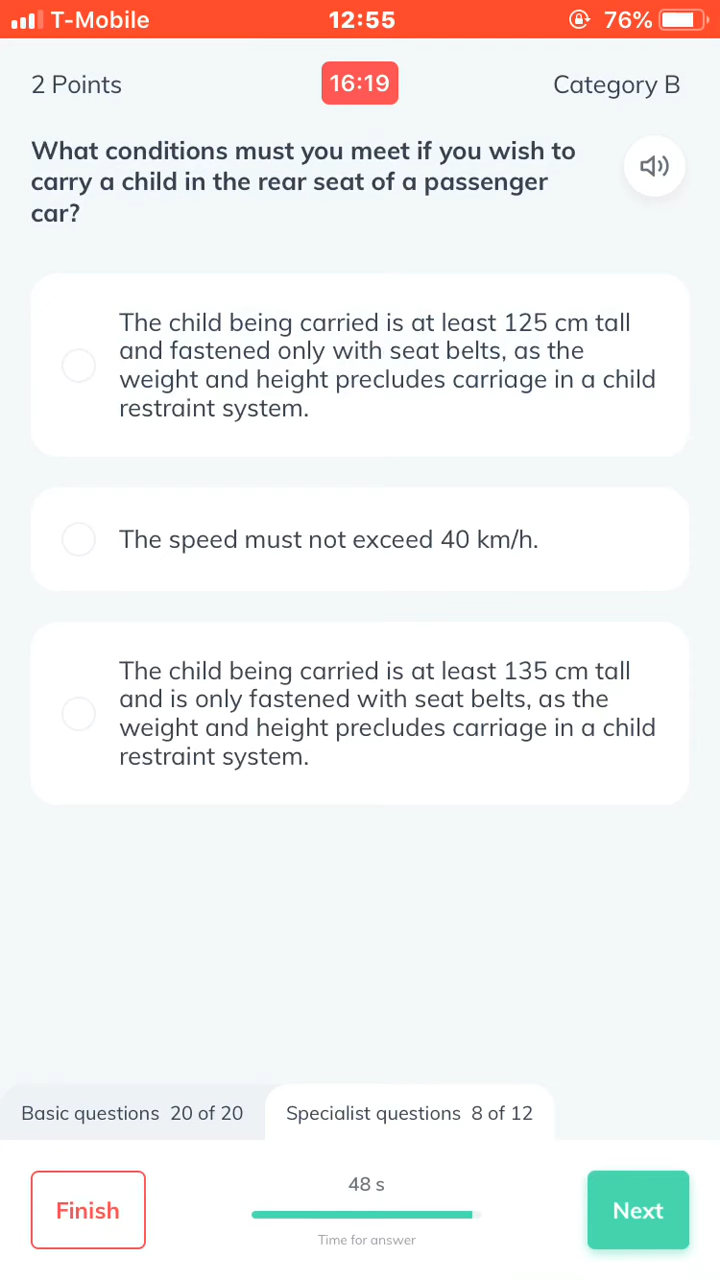 T-Mobile 12:55 76%
2 Points 16:19 Category B
What conditions must you meet if you wish to
carry a child in the rear seat of a passenger
car?
The child being carried is at least 125 cm tall
and fastened only with seat belts, as the
weight and height precludes carriage in a child
restraint system.
The speed must not exceed 40 km/h.
The child being carried is at least 135 cm tall
and is only fastened with seat belts, as the
weight and height precludes carriage in a child
restraint system.
Basic questions 20 of 20 Specialist questions 8 of 12
48 s
Finish Next
Time for answer